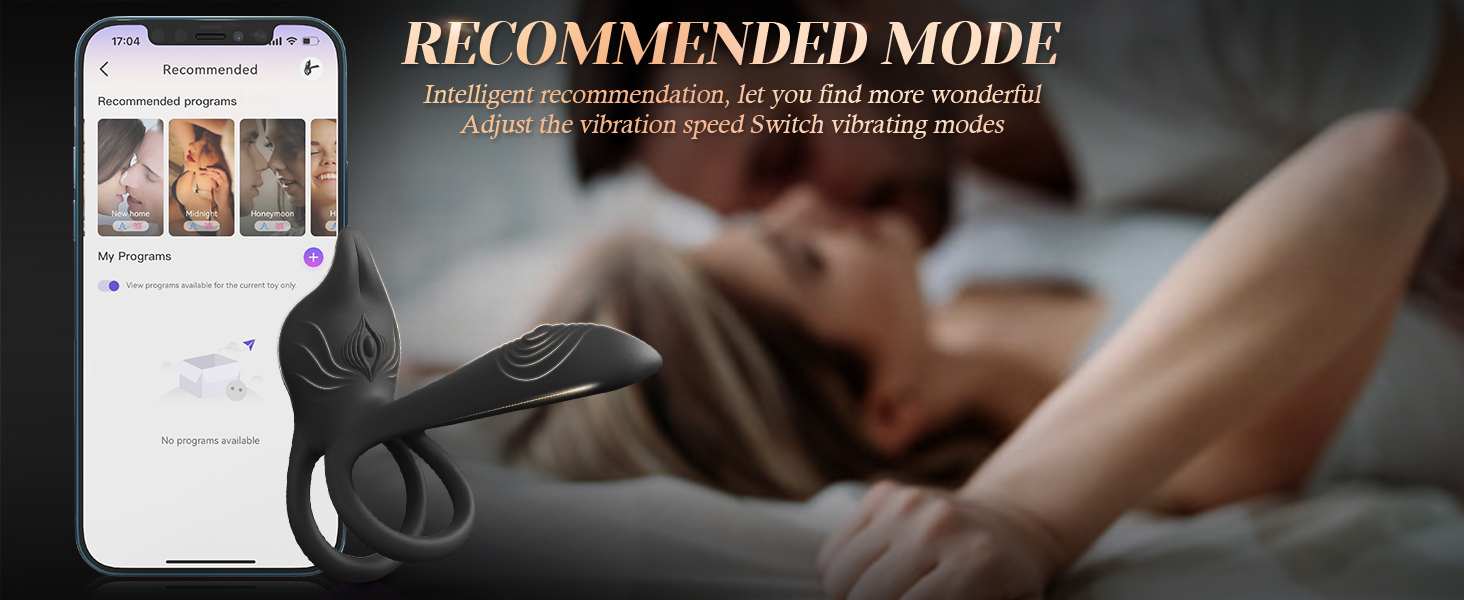 RECOMMENDED MODE
Intelligent recommendation, let you find more wonderful
Adjust the vibration speed Switch vibrating modes
17:04
Recommended
Recommended programs
New home
Midnight
Honeymoon
H
My Programs
+
View programs available for the current toy only.
No programs available